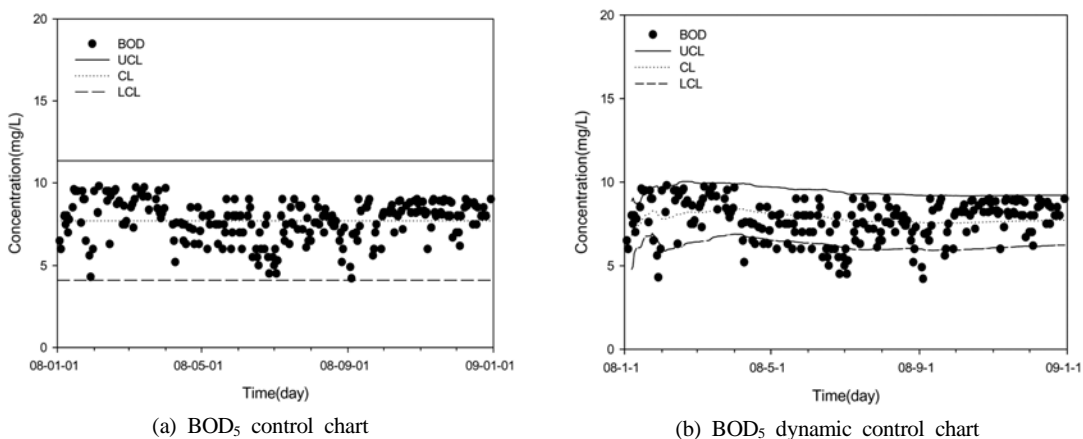 20
15
10
5
0
Concentration(mg/L)
BOD
UCL
CL
LCL
08-01-01
08-05-01
08-09-01
09-01-01
Time(day)
(a) BOD₅ control chart
20
15
10
5
0
Concentration(mg/L)
BOD
UCL
CL
LCL
08-1-1
08-5-1
08-9-1
09-1-1
Time(day)
(b) BOD₅ dynamic control chart